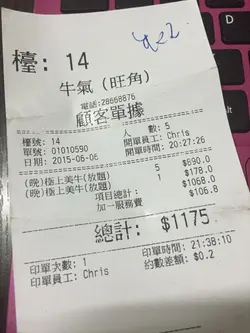 檯: 14
牛氣 (旺角)
電話:28668876
顧客單據
檯號: 14 人 數: 5
單號: 01010590 開單員工: Chris
日期: 2015-06-06 開單時間: 20:27:26
(晚)極上美牛(放題) 5 $890.0
(晚)極上美牛(放題) 1 $178.0
項目總計: $1068.0
加一服務費 $106.8
總計: $1175
印單次數: 1 印單時間: 21:38:10
印單員工: Chris 約數差額: $0.2